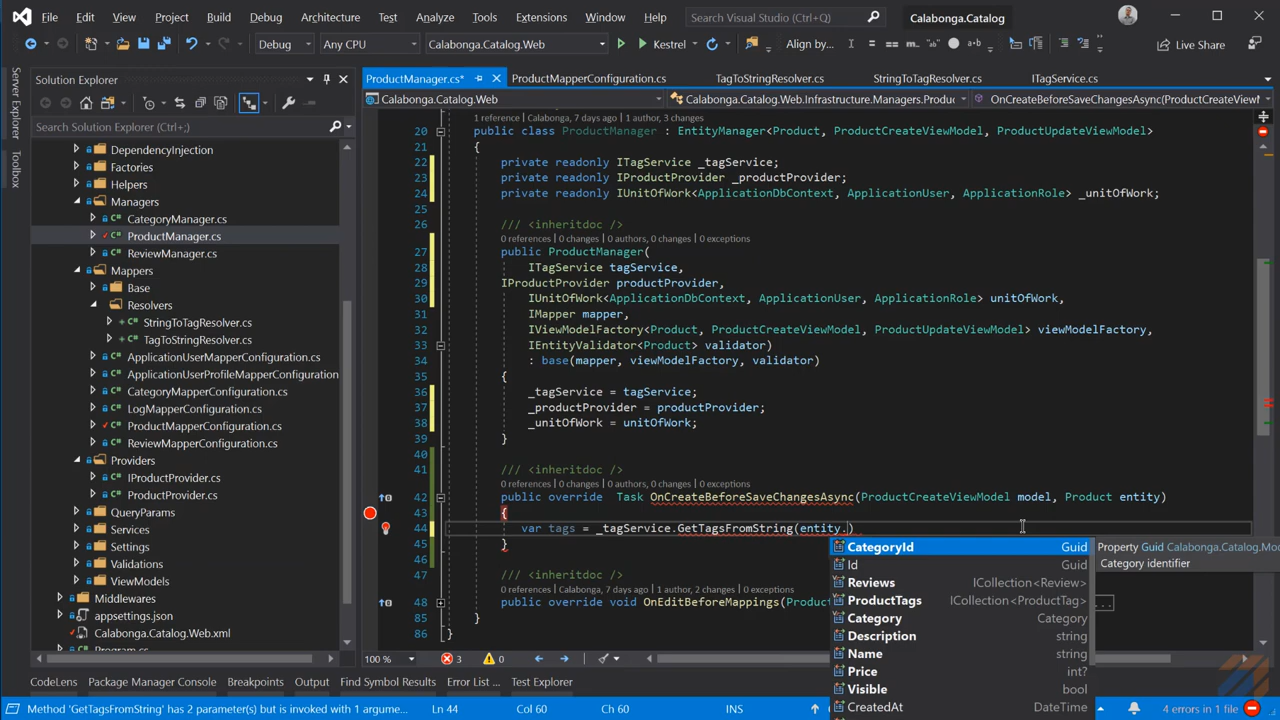 File Edit View Project Build Debug Architecture Test Analyze Tools Extensions Window Help Search Visual Studio (Ctrl+Q) Calabonga.Catalog
Debug Any CPU Calabonga.Catalog.Web Kestrel Align by... Live Share
Server Explorer
Toolbox
Solution Explorer
Search Solution Explorer (Ctrl+;)
DependencyInjection
Factories
Helpers
Managers
CategoryManager.cs
ProductManager.cs
ReviewManager.cs
Mappers
Base
Resolvers
StringToTagResolver.cs
TagToStringResolver.cs
ApplicationUserMapperConfiguration.cs
ApplicationUserProfileMapperConfiguration
CategoryMapperConfiguration.cs
LogMapperConfiguration.cs
ProductMapperConfiguration.cs
ReviewMapperConfiguration.cs
Providers
IProductProvider.cs
ProductProvider.cs
QueryParams
Services
Settings
Validations
ViewModels
Middlewares
appsettings.json
Calabonga.Catalog.Web.xml
Program.cs
ProductManager.cs* ProductMapperConfiguration.cs TagToStringResolver.cs StringToTagResolver.cs ITagService.cs
Calabonga.Catalog.Web Calabonga.Catalog.Web.Infrastructure.Managers.Produc OnCreateBeforeSaveChangesAsync(ProductCreateViewM
1 reference | Calabonga, 7 days ago | 1 author, 3 changes
20 public class ProductManager : EntityManager<Product, ProductCreateViewModel, ProductUpdateViewModel>
21 {
22 private readonly ITagService _tagService;
23 private readonly IProductProvider _productProvider;
24 private readonly IUnitOfWork<ApplicationDbContext, ApplicationUser, ApplicationRole> _unitOfWork;
25
26 /// <inheritdoc />
0 references | 0 changes | 0 authors, 0 changes | 0 exceptions
27 public ProductManager(
28 ITagService tagService,
29 IProductProvider productProvider,
30 IUnitOfWork<ApplicationDbContext, ApplicationUser, ApplicationRole> unitOfWork,
31 IMapper mapper,
32 IViewModelFactory<Product, ProductCreateViewModel, ProductUpdateViewModel> viewModelFactory,
33 IEntityValidator<Product> validator)
34 : base(mapper, viewModelFactory, validator)
35 {
36 _tagService = tagService;
37 _productProvider = productProvider;
38 _unitOfWork = unitOfWork;
39 }
40
41 /// <inheritdoc />
0 references | 0 changes | 0 authors, 0 changes | 0 exceptions
42 public override Task OnCreateBeforeSaveChangesAsync(ProductCreateViewModel model, Product entity)
43 {
44 var tags = _tagService.GetTagsFromString(entity.)
45 }
46
47 /// <inheritdoc />
0 references | Calabonga, 7 days ago | 1 author, 2 changes | 0 exceptions
48 public override void OnEditBeforeMappings(Produ ...
85 }
86 }
CategoryId Guid
Id Guid
Reviews ICollection<Review>
ProductTags ICollection<ProductTag>
Category Category
Description string
Name string
Price int?
Visible bool
CreatedAt DateTime
Property Guid Calabonga.Catalog.Mo
Category identifier
100 % 3 0
CodeLens Package Manager Console Breakpoints Output Find Symbol Results Error List ... Test Explorer
Method 'GetTagsFromString' has 2 parameter(s) but is invoked with 1 argume... Ln 44 Col 60 Ch 60 INS 4 errors in 1 file